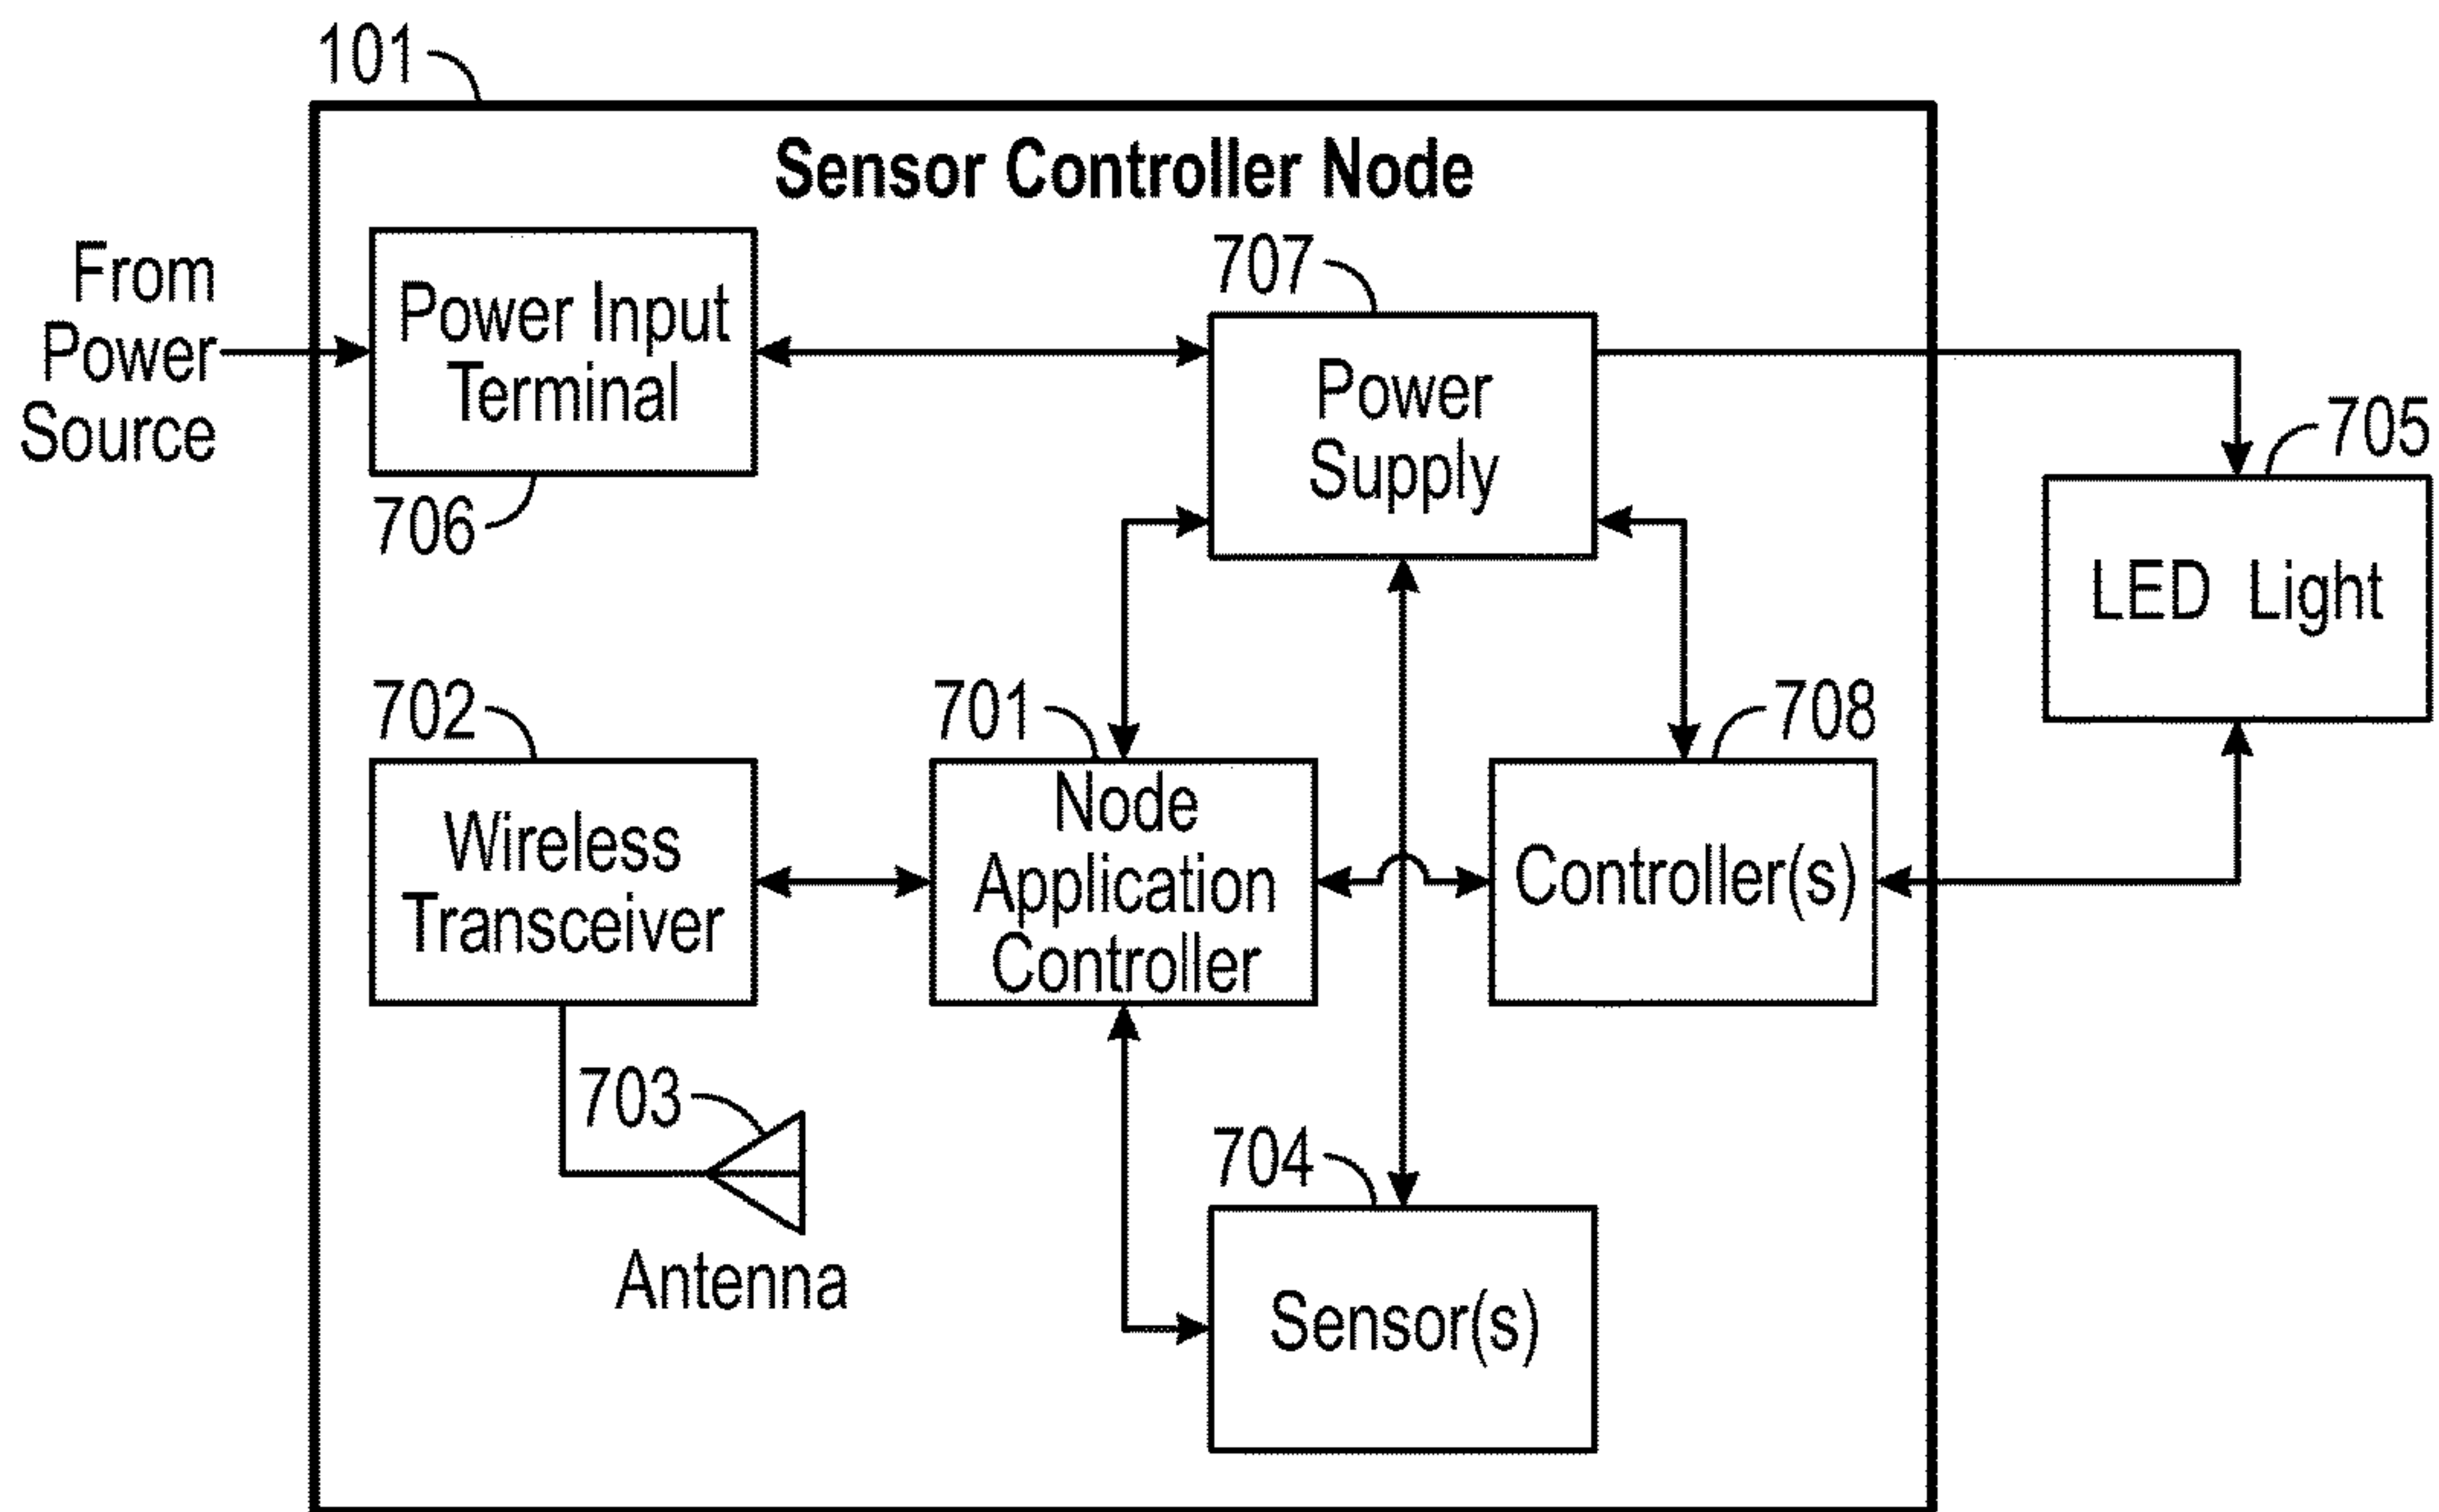 101
Sensor Controller Node
From
Power
Source
Power Input
Terminal
706
707
Power
Supply
705
LED Light
702
Wireless
Transceiver
701
Node
Application
Controller
708
Controller(s)
703
Antenna
704
Sensor(s)